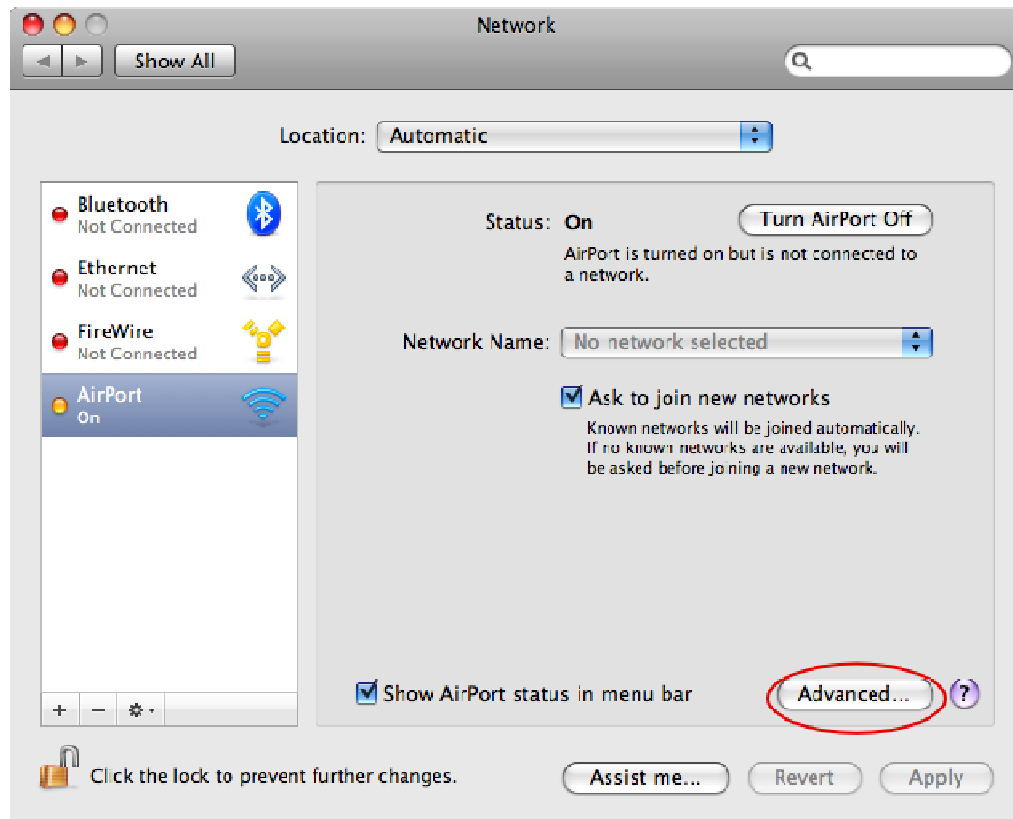 Network
Show All
Location: Automatic
Bluetooth
Not Connected
Ethernet
Not Connected
FireWire
Not Connected
AirPort
On
Status: On
Turn AirPort Off
AirPort is turned on but is not connected to
a network.
Network Name: No network selected
Ask to join new networks
Known networks will be joined automatically.
If no known networks are available, you will
be asked before joining a new network.
Show AirPort status in menu bar
Advanced...
?
+ −
Click the lock to prevent further changes.
Assist me...
Revert
Apply